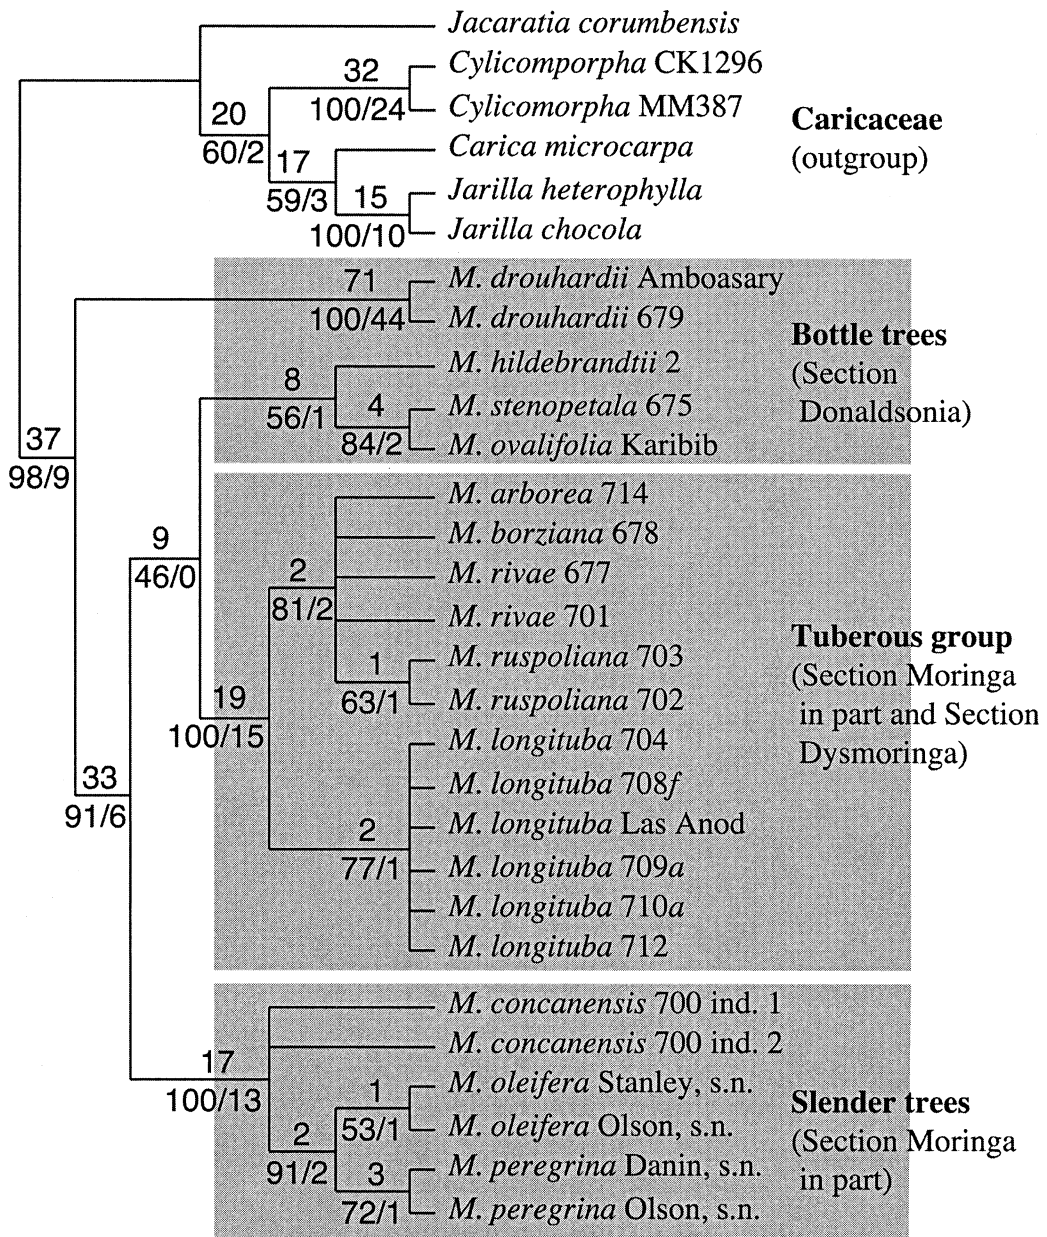 Jacaratia corumbensis
32
Cylicomporpha CK1296
100/24
Cylicomorpha MM387
20
60/2
17
Carica microcarpa
59/3
15
Jarilla heterophylla
100/10
Jarilla chocola
Caricaceae
(outgroup)
71
M. drouhardii Amboasary
100/44
M. drouhardii 679
8
M. hildebrandtii 2
56/1
4
M. stenopetala 675
84/2
M. ovalifolia Karibib
Bottle trees
(Section
Donaldsonia)
37
98/9
9
46/0
M. arborea 714
M. borziana 678
2
M. rivae 677
81/2
M. rivae 701
1
M. ruspoliana 703
63/1
M. ruspoliana 702
19
100/15
M. longituba 704
M. longituba 708f
2
M. longituba Las Anod
77/1
M. longituba 709a
M. longituba 710a
M. longituba 712
Tuberous group
(Section Moringa
in part and Section
Dysmoringa)
33
91/6
M. concanensis 700 ind. 1
M. concanensis 700 ind. 2
17
100/13
1
M. oleifera Stanley, s.n.
53/1
M. oleifera Olson, s.n.
2
91/2
3
M. peregrina Danin, s.n.
72/1
M. peregrina Olson, s.n.
Slender trees
(Section Moringa
in part)